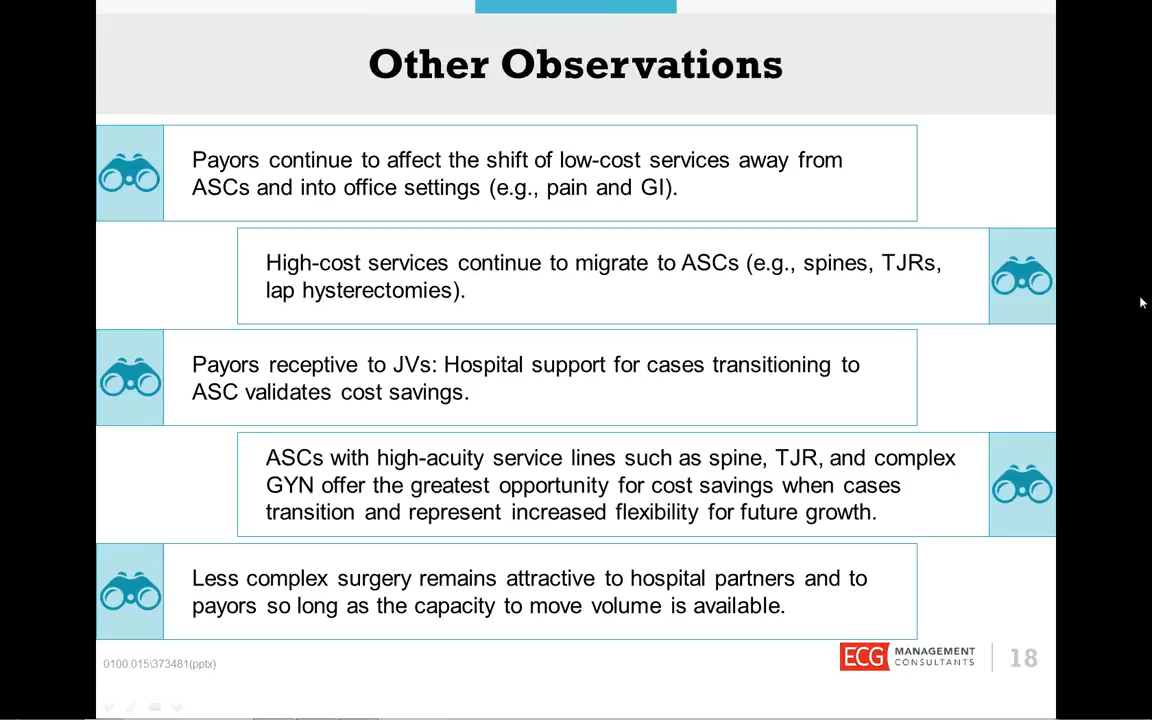 Other Observations
Payors continue to affect the shift of low-cost services away from
ASCs and into office settings (e.g., pain and GI).
High-cost services continue to migrate to ASCs (e.g., spines, TJRs,
lap hysterectomies).
Payors receptive to JVs: Hospital support for cases transitioning to
ASC validates cost savings.
ASCs with high-acuity service lines such as spine, TJR, and complex
GYN offer the greatest opportunity for cost savings when cases
transition and represent increased flexibility for future growth.
Less complex surgery remains attractive to hospital partners and to
payors so long as the capacity to move volume is available.
0100.015\373481(pptx)
ECG MANAGEMENT
CONSULTANTS
18